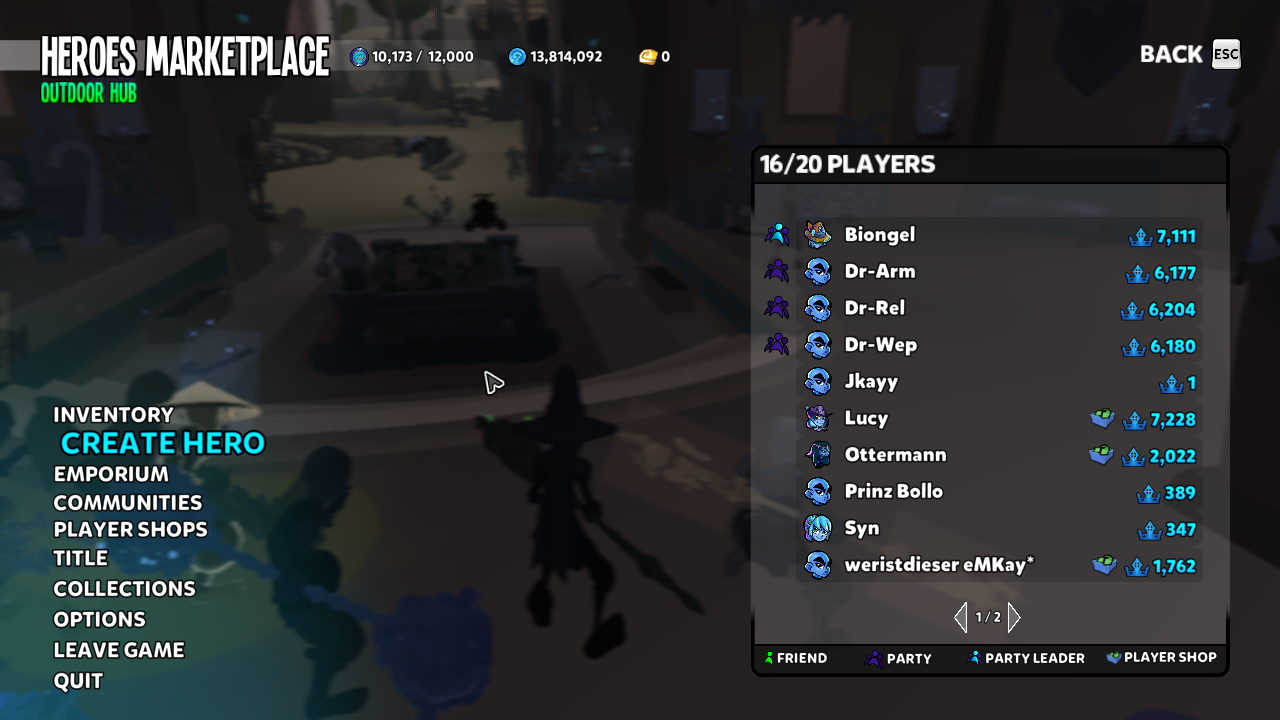 HEROES MARKETPLACE
10,173 / 12,000
13,814,092
0
BACK ESC
OUTDOOR HUB
16/20 PLAYERS
Biongel 7,111
Dr-Arm 6,177
Dr-Rel 6,204
Dr-Wep 6,180
Jkayy 1
Lucy 7,228
Ottermann 2,022
Prinz Bollo 389
Syn 347
weristdieser eMKay* 1,762
1 / 2
FRIEND PARTY PARTY LEADER PLAYER SHOP
INVENTORY
CREATE HERO
EMPORIUM
COMMUNITIES
PLAYER SHOPS
TITLE
COLLECTIONS
OPTIONS
LEAVE GAME
QUIT